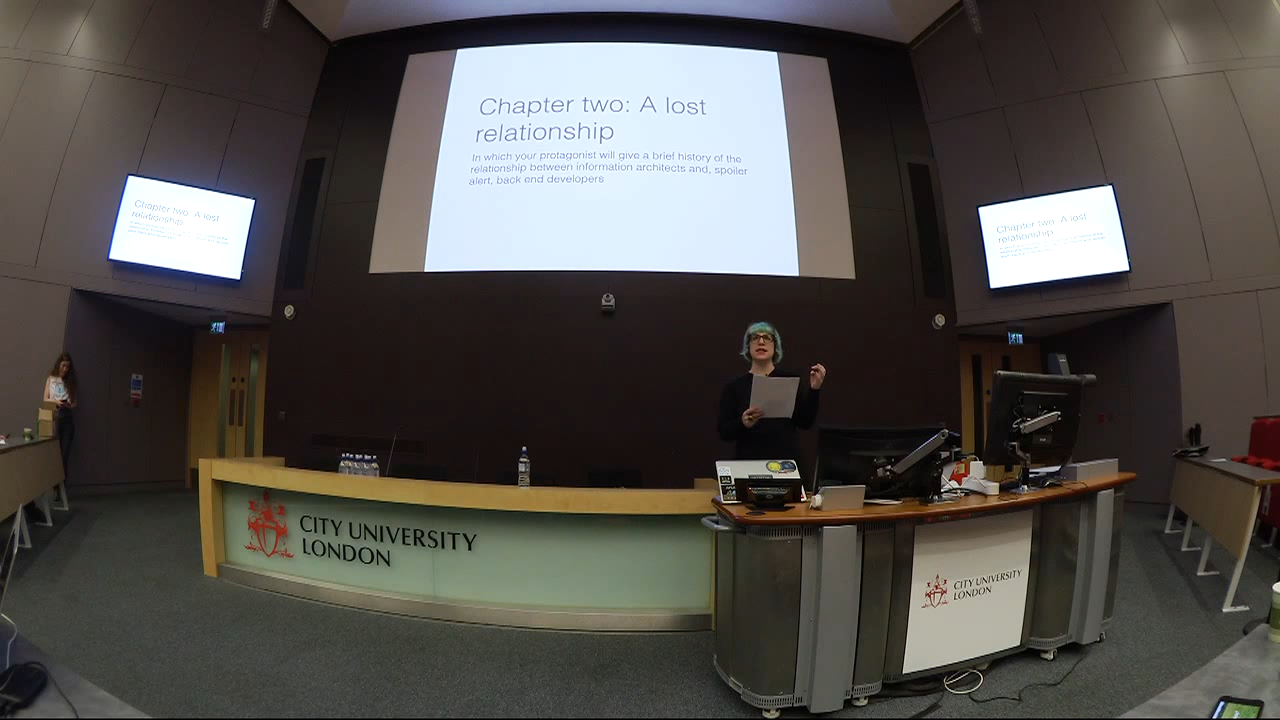 Chapter two: A lost
relationship
In which your protagonist will give a brief history of the
relationship between information architects and, spoiler
alert, back end developers
Chapter two: A lost
relationship
Chapter two: A lost
relationship
CITY UNIVERSITY
LONDON
CITY UNIVERSITY
LONDON